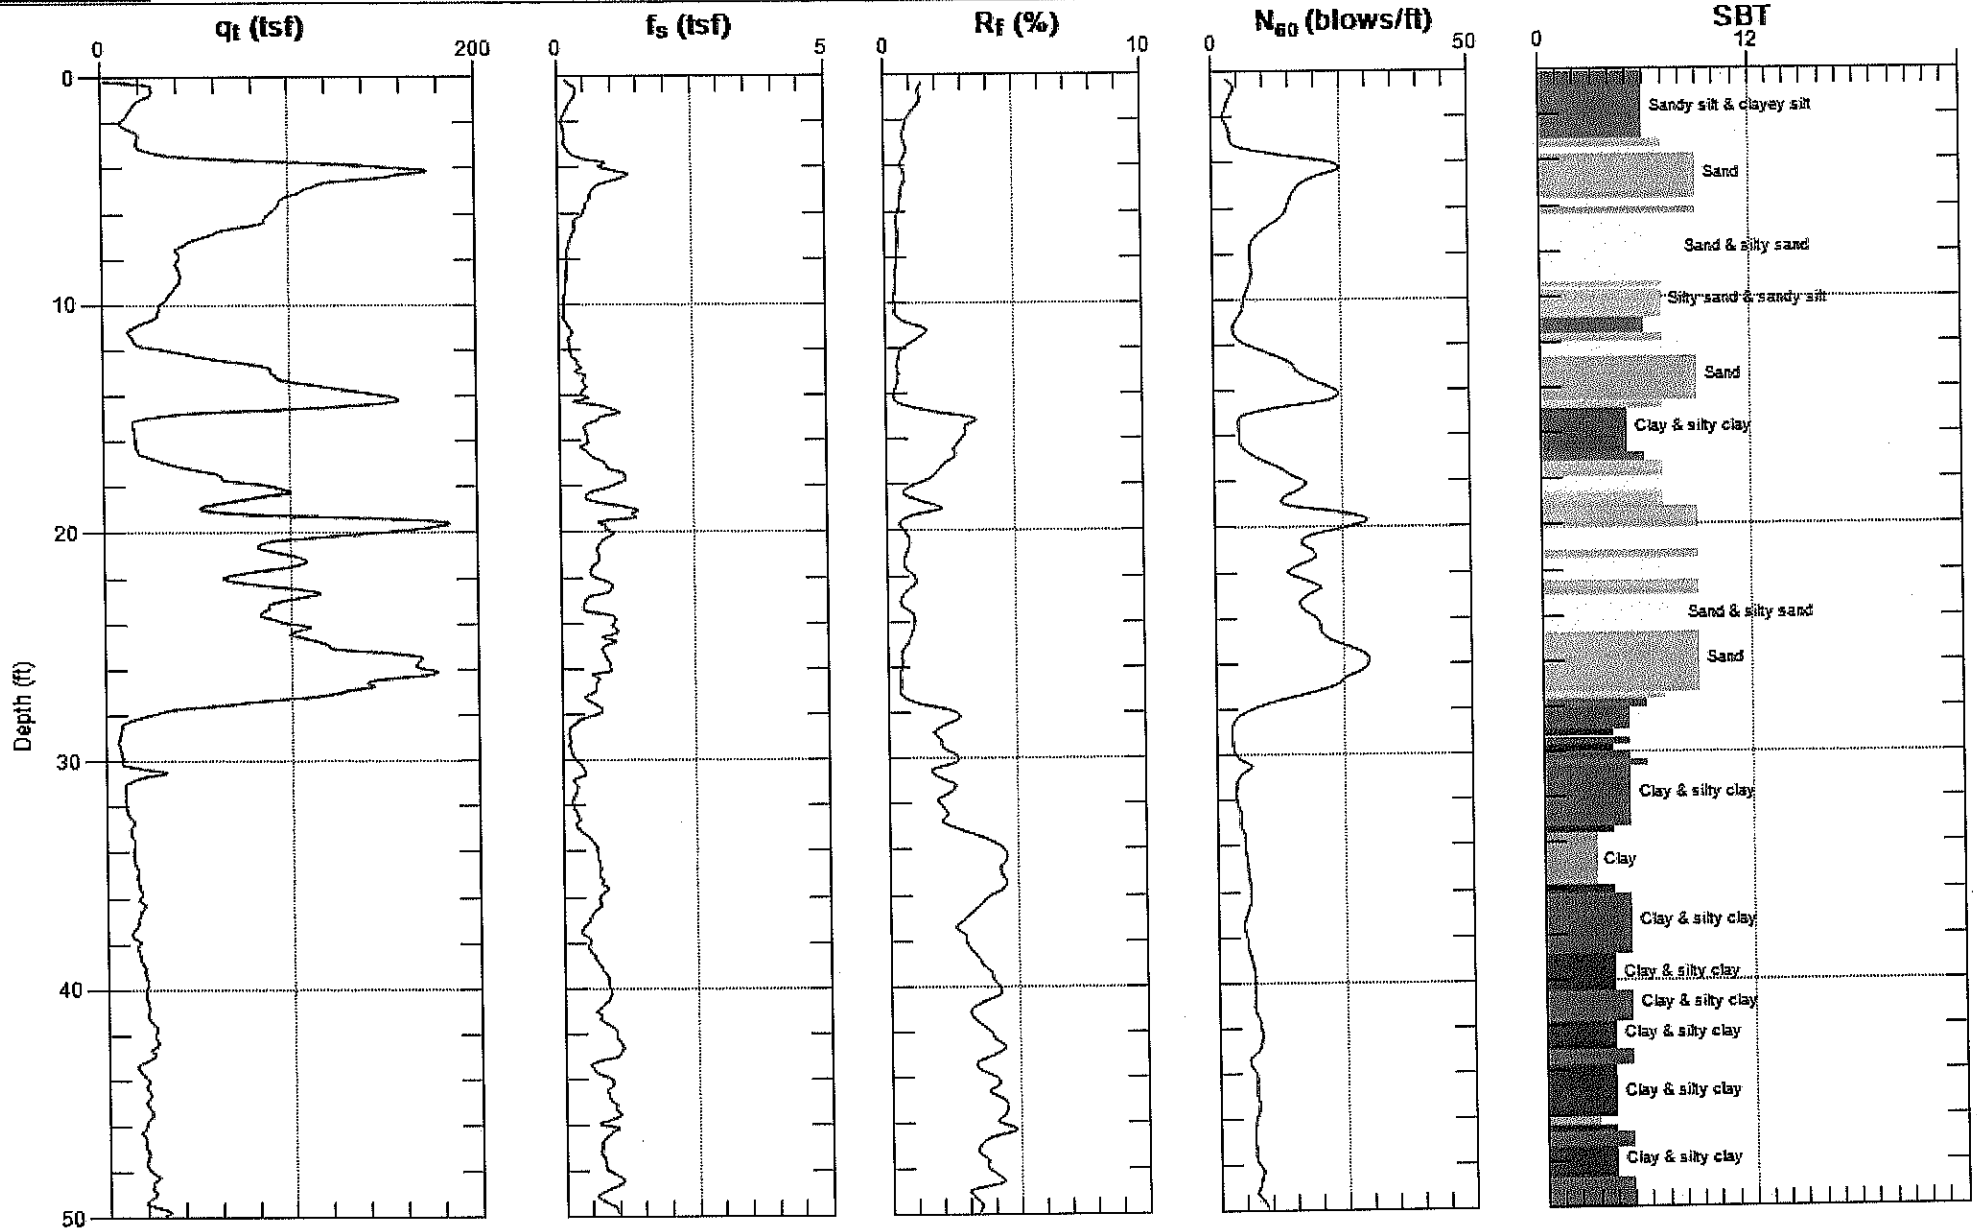 qt (tsf)
fs (tsf)
Rf (%)
N60 (blows/ft)
SBT
0
200
0
5
0
10
0
50
0
12
0
Sandy silt & clayey silt
Sand
Sand & silty sand
10
Silty sand & sandy silt
Sand
Clay & silty clay
20
Sand & silty sand
Sand
Depth (ft)
30
Clay & silty clay
Clay
Clay & silty clay
Clay & silty clay
40
Clay & silty clay
Clay & silty clay
Clay & silty clay
Clay & silty clay
50